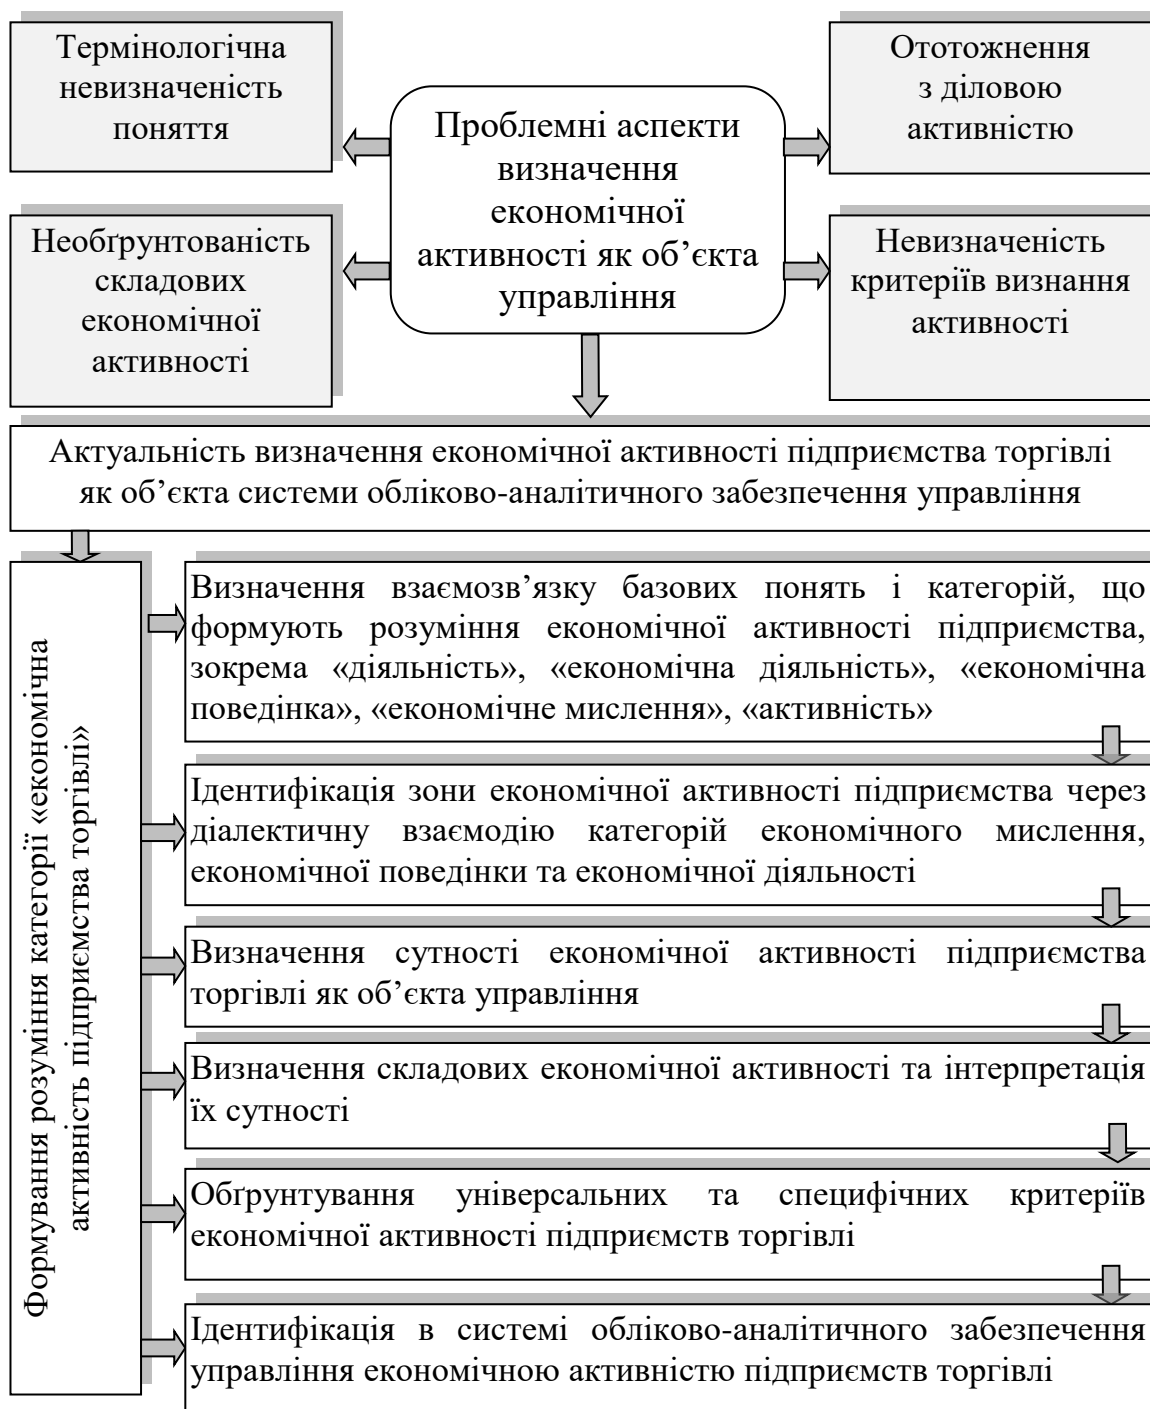 Термінологічна
невизначеність
поняття
Проблемні аспекти
визначення
економічної
активності як об’єкта
управління
Ототожнення
з діловою
активністю
Необґрунтованість
складових
економічної
активності
Невизначеність
критеріїв визнання
активності
Актуальність визначення економічної активності підприємства торгівлі
як об’єкта системи обліково-аналітичного забезпечення управління
Формування розуміння категорії «економічна
активність підприємства торгівлі»
Визначення взаємозв’язку базових понять і категорій, що
формують розуміння економічної активності підприємства,
зокрема «діяльність», «економічна діяльність», «економічна
поведінка», «економічне мислення», «активність»
Ідентифікація зони економічної активності підприємства через
діалектичну взаємодію категорій економічного мислення,
економічної поведінки та економічної діяльності
Визначення сутності економічної активності підприємства
торгівлі як об’єкта управління
Визначення складових економічної активності та інтерпретація
їх сутності
Обґрунтування універсальних та специфічних критеріїв
економічної активності підприємств торгівлі
Ідентифікація в системі обліково-аналітичного забезпечення
управління економічною активністю підприємств торгівлі